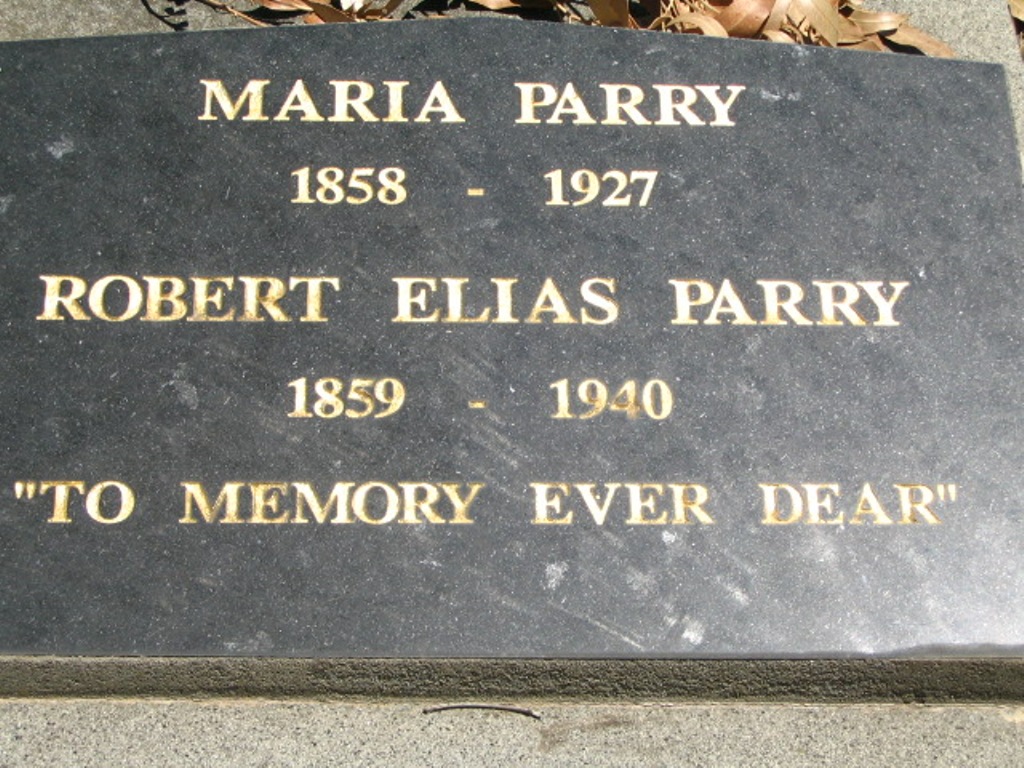 MARIA PARRY
1858 - 1927
ROBERT ELIAS PARRY
1859 - 1940
"TO MEMORY EVER DEAR"